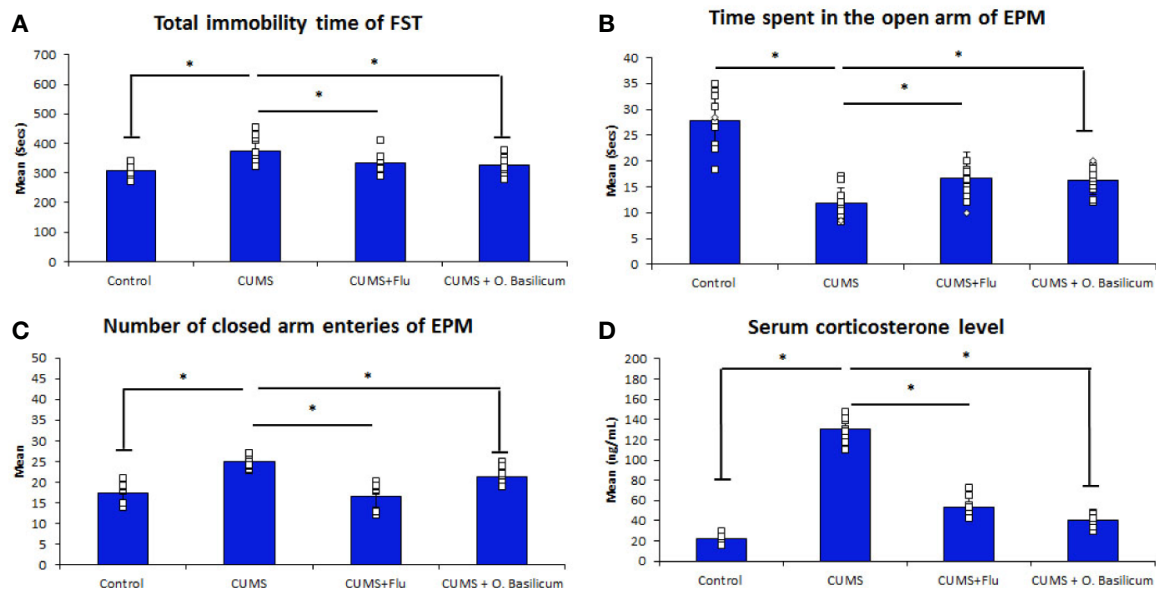 A
Total immobility time of FST
700
600
500
400
300
200
100
0
Mean (Secs)
*
*
*
Control
CUMS
CUMS+Flu
CUMS + O. Basilicum
B
Time spent in the open arm of EPM
40
35
30
25
20
15
10
5
0
Mean (Secs)
*
*
*
Control
CUMS
CUMS+Flu
CUMS + O. Basilicum
C
Number of closed arm enteries of EPM
50
45
40
35
30
25
20
15
10
5
0
Mean
*
*
*
Control
CUMS
CUMS+Flu
CUMS + O. Basilicum
D
Serum corticosterone level
200
180
160
140
120
100
80
60
40
20
0
Mean (ng/mL)
*
*
*
Control
CUMS
CUMS+Flu
CUMS + O. Basilicum